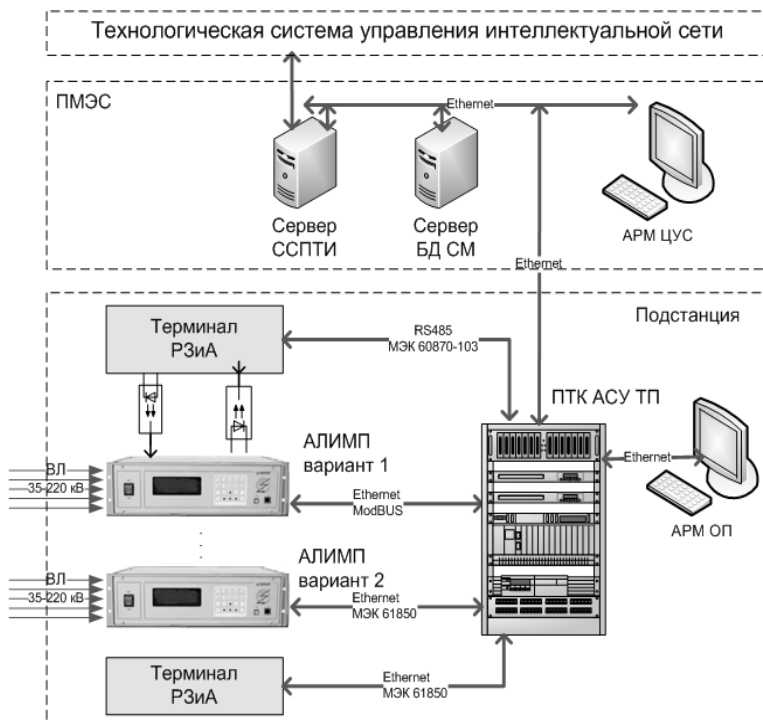 Технологическая система управления интеллектуальной сети
ПМЭС
Ethernet
Сервер
ССПТИ
Сервер
БД СМ
АРМ ЦУС
Ethernet
Подстанция
Терминал
РЗиА
RS485
МЭК 60870-103
ПТК АСУ ТП
АЛИМП
вариант 1
ВЛ
35-220 кВ
Ethernet
ModBUS
Ethernet
АРМ ОП
АЛИМП
вариант 2
ВЛ
35-220 кВ
Ethernet
МЭК 61850
Терминал
РЗиА
Ethernet
МЭК 61850